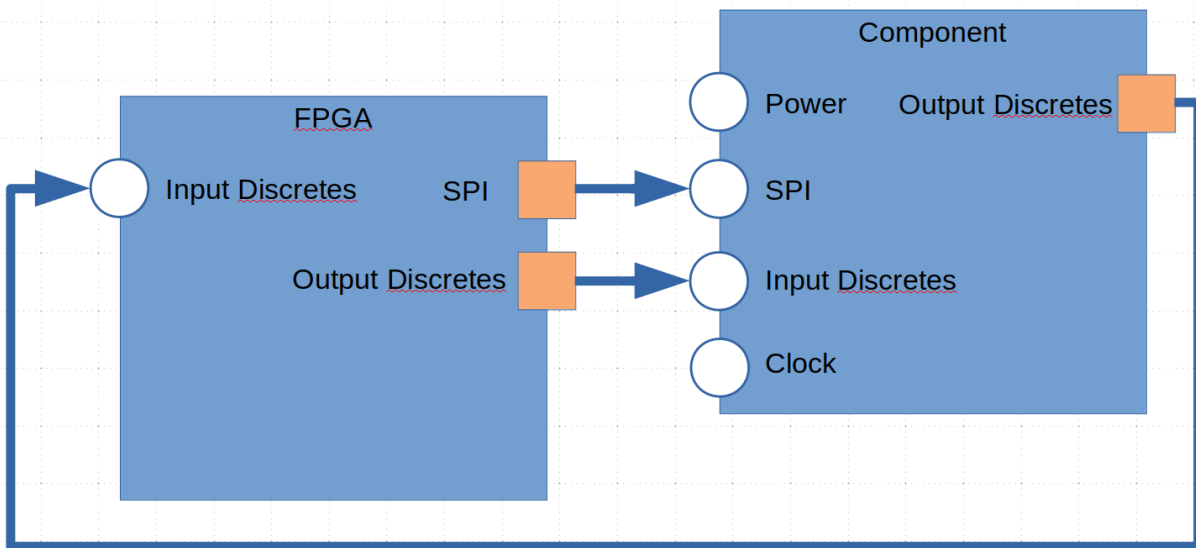 Component
Power
Output Discretes
FPGA
Input Discretes
SPI
SPI
Output Discretes
Input Discretes
Clock